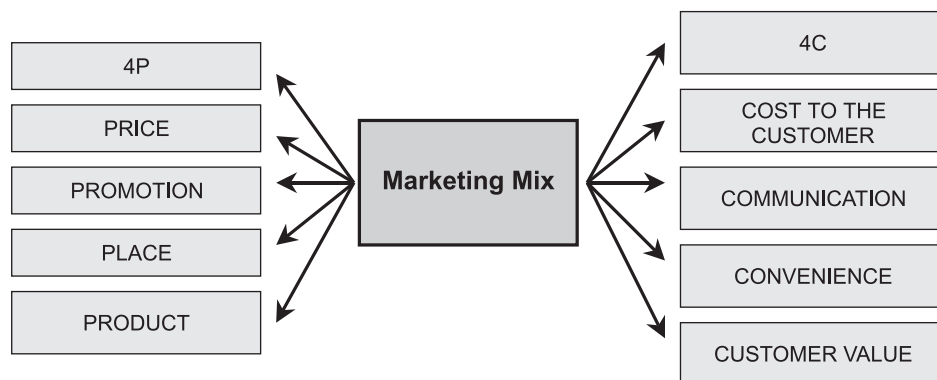 4P
PRICE
PROMOTION
PLACE
PRODUCT
Marketing Mix
4C
COST TO THE
CUSTOMER
COMMUNICATION
CONVENIENCE
CUSTOMER VALUE